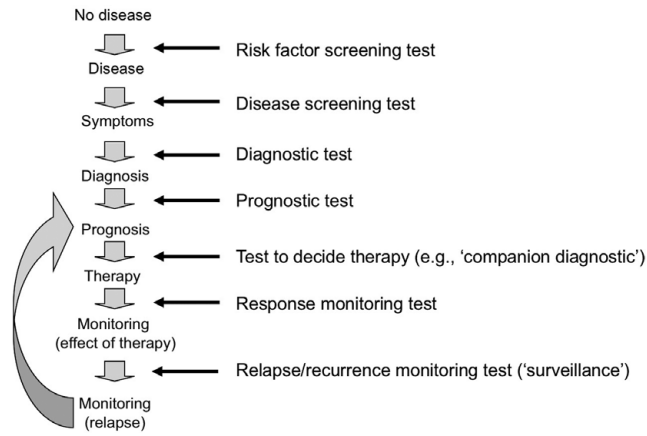 No disease
Risk factor screening test
Disease
Disease screening test
Symptoms
Diagnostic test
Diagnosis
Prognostic test
Prognosis
Test to decide therapy (e.g., ‘companion diagnostic’)
Therapy
Response monitoring test
Monitoring
(effect of therapy)
Relapse/recurrence monitoring test (‘surveillance’)
Monitoring
(relapse)